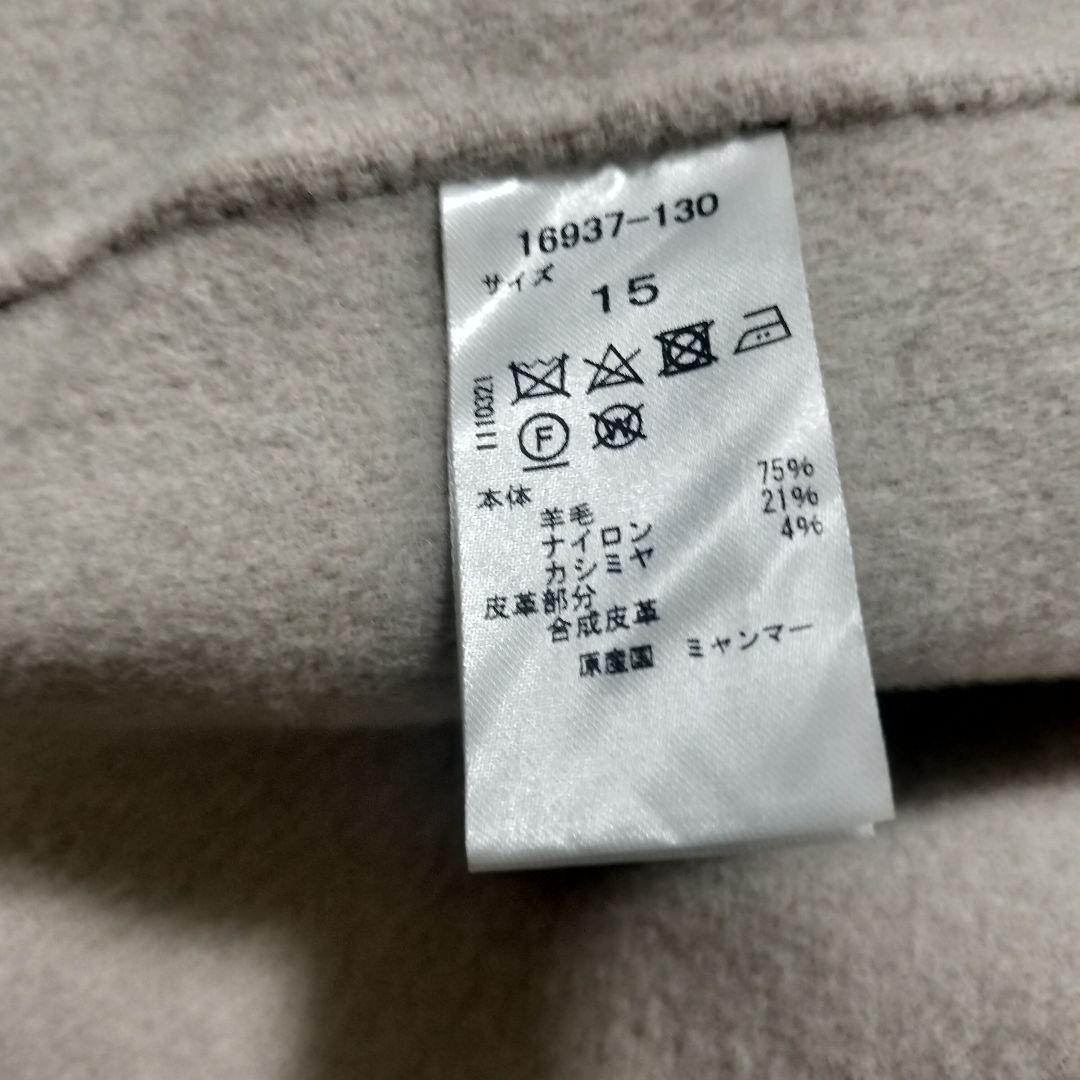 16937-130
サイズ
15
1110321
F
W
本体
羊毛 75%
ナイロン 21%
カシミヤ 4%
皮革部分
合成皮革
原産国 ミャンマー